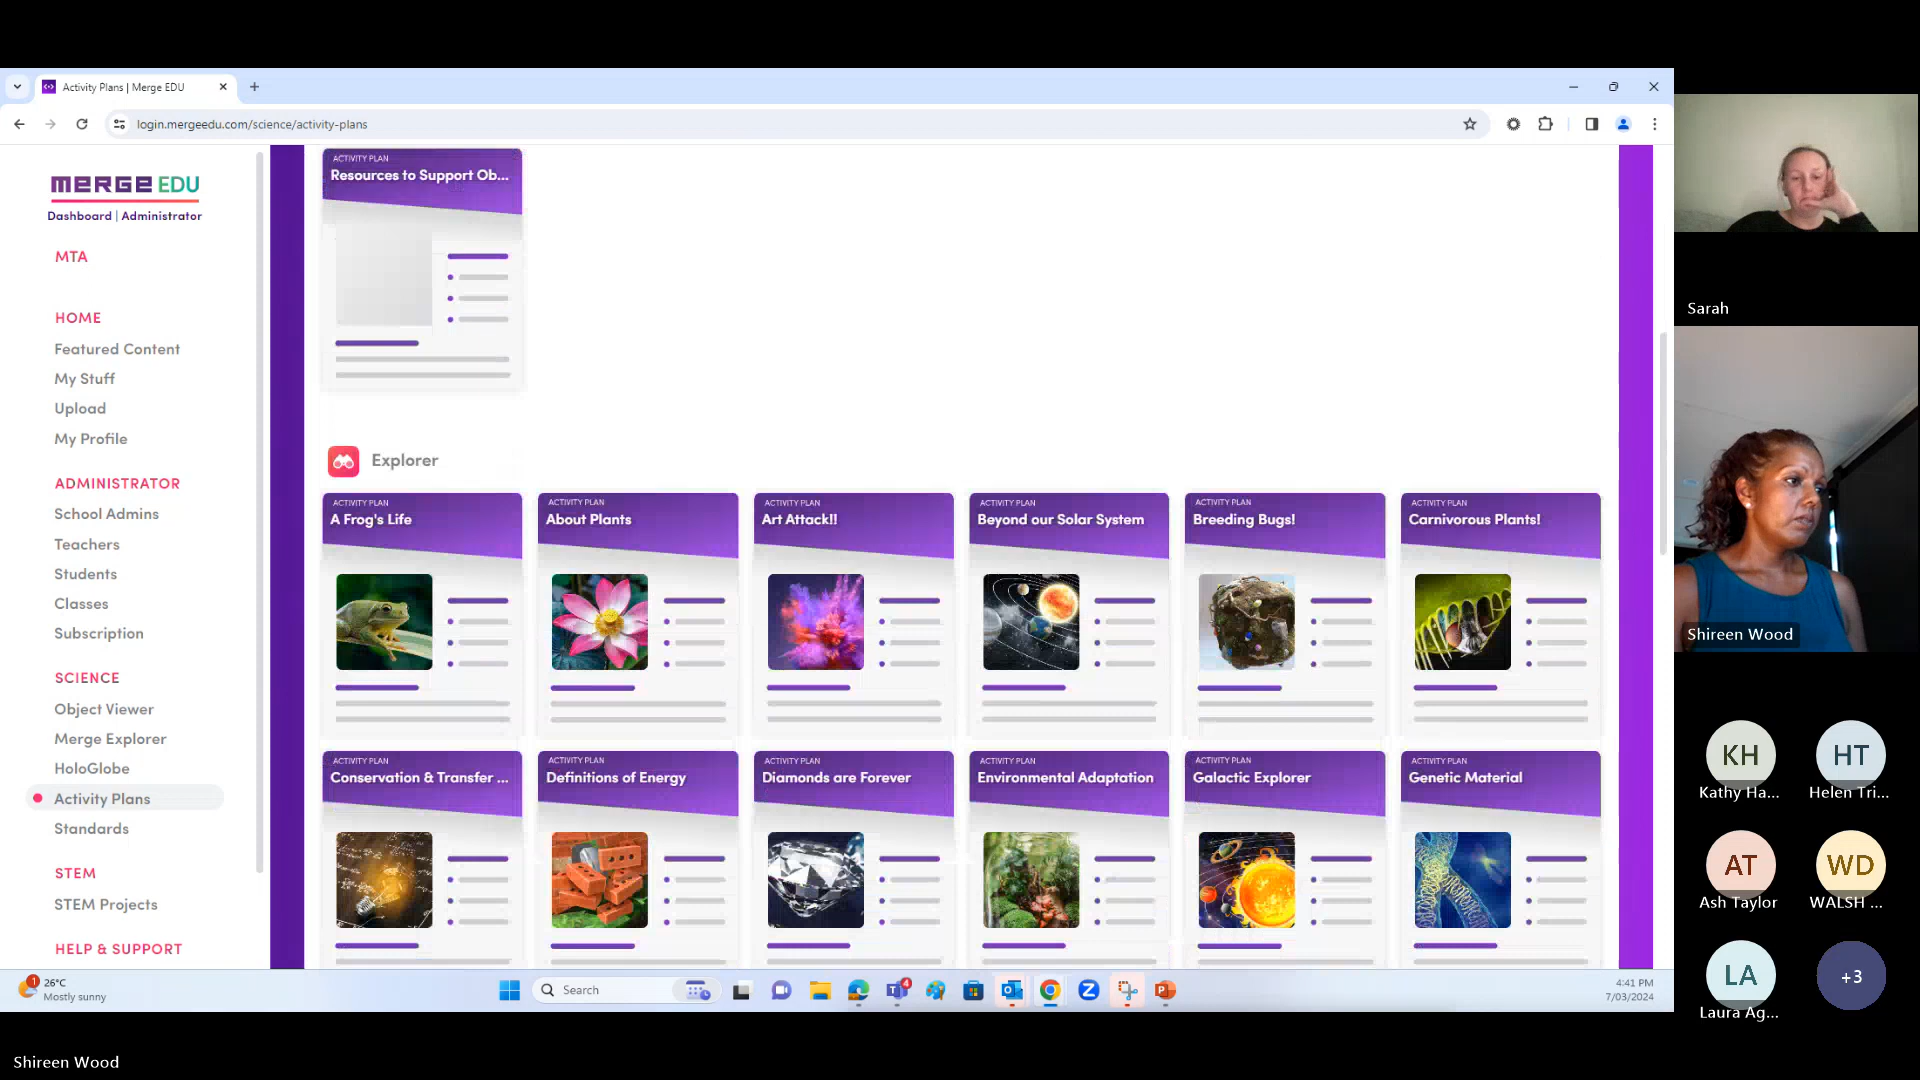 Activity Plans | Merge EDU
login.mergeedu.com/science/activity-plans
MERGE EDU
Dashboard | Administrator
MTA
HOME
Featured Content
My Stuff
Upload
My Profile
ADMINISTRATOR
School Admins
Teachers
Students
Classes
Subscription
SCIENCE
Object Viewer
Merge Explorer
HoloGlobe
Activity Plans
Standards
STEM
STEM Projects
HELP & SUPPORT
ACTIVITY PLAN
Resources to Support Ob...
Explorer
ACTIVITY PLAN
A Frog's Life
ACTIVITY PLAN
About Plants
ACTIVITY PLAN
Art Attack!!
ACTIVITY PLAN
Beyond our Solar System
ACTIVITY PLAN
Breeding Bugs!
ACTIVITY PLAN
Carnivorous Plants!
ACTIVITY PLAN
Conservation & Transfer ...
ACTIVITY PLAN
Definitions of Energy
ACTIVITY PLAN
Diamonds are Forever
ACTIVITY PLAN
Environmental Adaptation
ACTIVITY PLAN
Galactic Explorer
ACTIVITY PLAN
Genetic Material
1
26°C
Mostly sunny
Search
4
4:41 PM
7/03/2024
Sarah
Shireen Wood
KH
Kathy Ha...
HT
Helen Tri...
AT
Ash Taylor
WD
WALSH ...
LA
Laura Ag...
+3
Shireen Wood